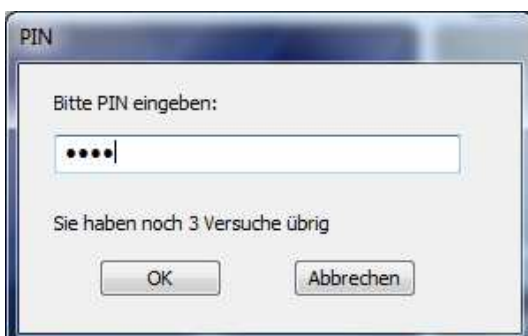 PIN
Bitte PIN eingeben:
••••
Sie haben noch 3 Versuche übrig
OK Abbrechen